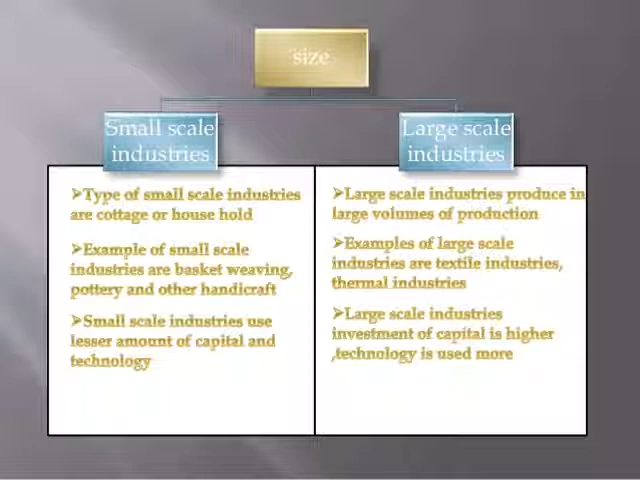 size
Small scale
industries
Large scale
industries
➢Type of small scale industries
are cottage or house hold
➢Example of small scale
industries are basket weaving,
pottery and other handicraft
➢Small scale industries use
lesser amount of capital and
technology
➢Large scale industries produce in
large volumes of production
➢Examples of large scale
industries are textile industries,
thermal industries
➢Large scale industries
investment of capital is higher
,technology is used more